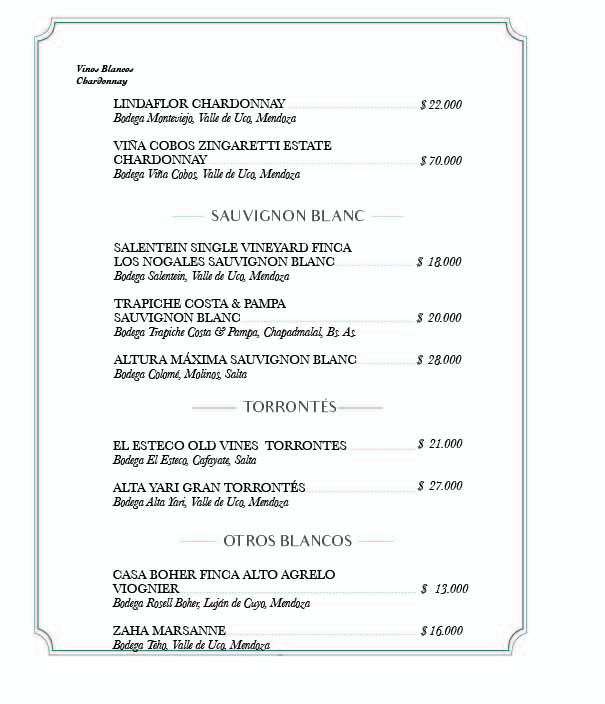 Vinos Blancos
Chardonnay
LINDAFLOR CHARDONNAY $ 22.000
Bodega Monteviejo, Valle de Uco, Mendoza
VIÑA COBOS ZINGARETTI ESTATE
CHARDONNAY $ 70.000
Bodega Viña Cobos, Valle de Uco, Mendoza
SAUVIGNON BLANC
SALENTEIN SINGLE VINEYARD FINCA
LOS NOGALES SAUVIGNON BLANC $ 18.000
Bodega Salentein, Valle de Uco, Mendoza
TRAPICHE COSTA & PAMPA
SAUVIGNON BLANC $ 20.000
Bodega Trapiche Costa & Pampa, Chapadmalal, Bs. As.
ALTURA MÁXIMA SAUVIGNON BLANC $ 28.000
Bodega Colomé, Molinos, Salta
TORRONTÉS
EL ESTECO OLD VINES TORRONTES $ 21.000
Bodega El Esteco, Cafayate, Salta
ALTA YARI GRAN TORRONTÉS $ 27.000
Bodega Alta Yari, Valle de Uco, Mendoza
OTROS BLANCOS
CASA BOHER FINCA ALTO AGRELO
VIOGNIER $ 13.000
Bodega Rosell Boher, Luján de Cuyo, Mendoza
ZAHA MARSANNE $ 16.000
Bodega Teho, Valle de Uco, Mendoza